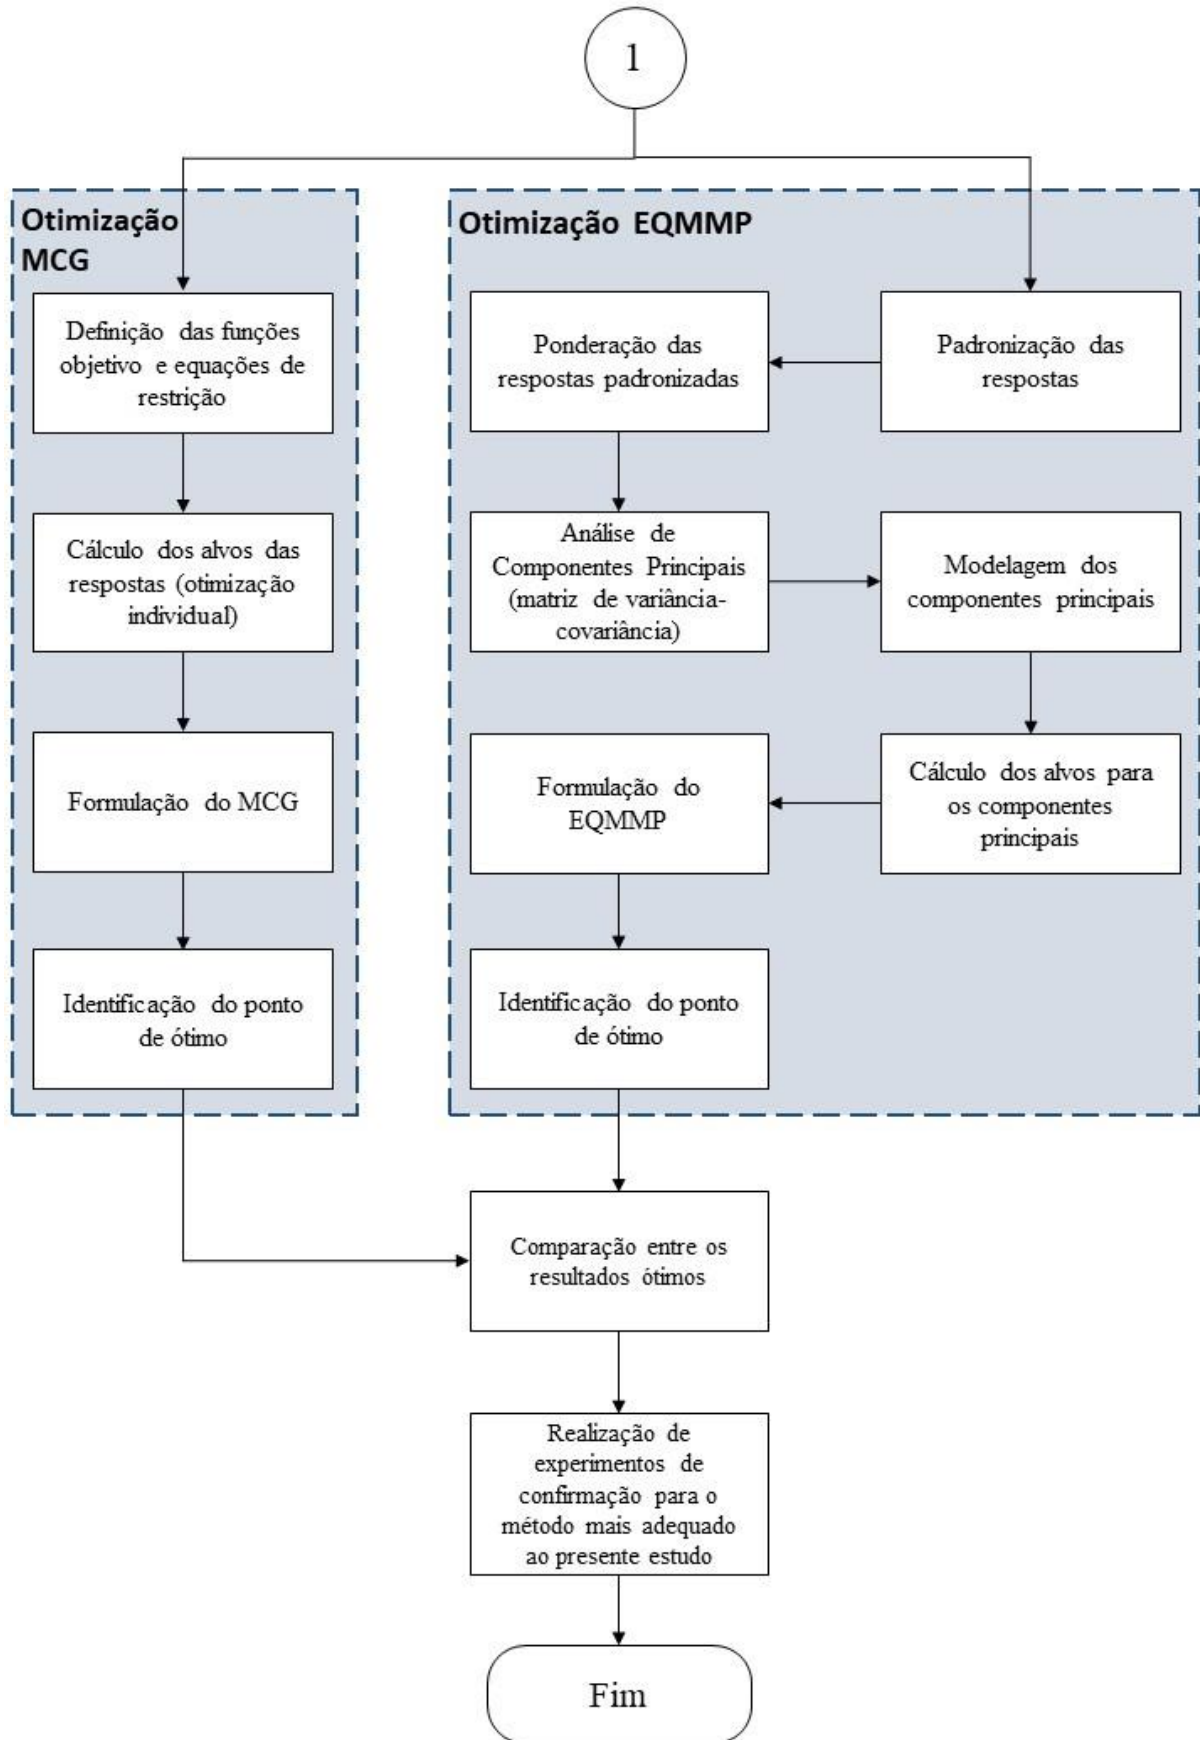 1
Otimização
MCG
Definição das funções
objetivo e equações de
restrição
Cálculo dos alvos das
respostas (otimização
individual)
Formulação do MCG
Identificação do ponto
de ótimo
Otimização EQMMP
Padronização das
respostas
Ponderação das
respostas padronizadas
Análise de
Componentes Principais
(matriz de variância-
covariância)
Modelagem dos
componentes principais
Cálculo dos alvos para
os componentes
principais
Formulação do
EQMMP
Identificação do ponto
de ótimo
Comparação entre os
resultados ótimos
Realização de
experimentos de
confirmação para o
método mais adequado
ao presente estudo
Fim